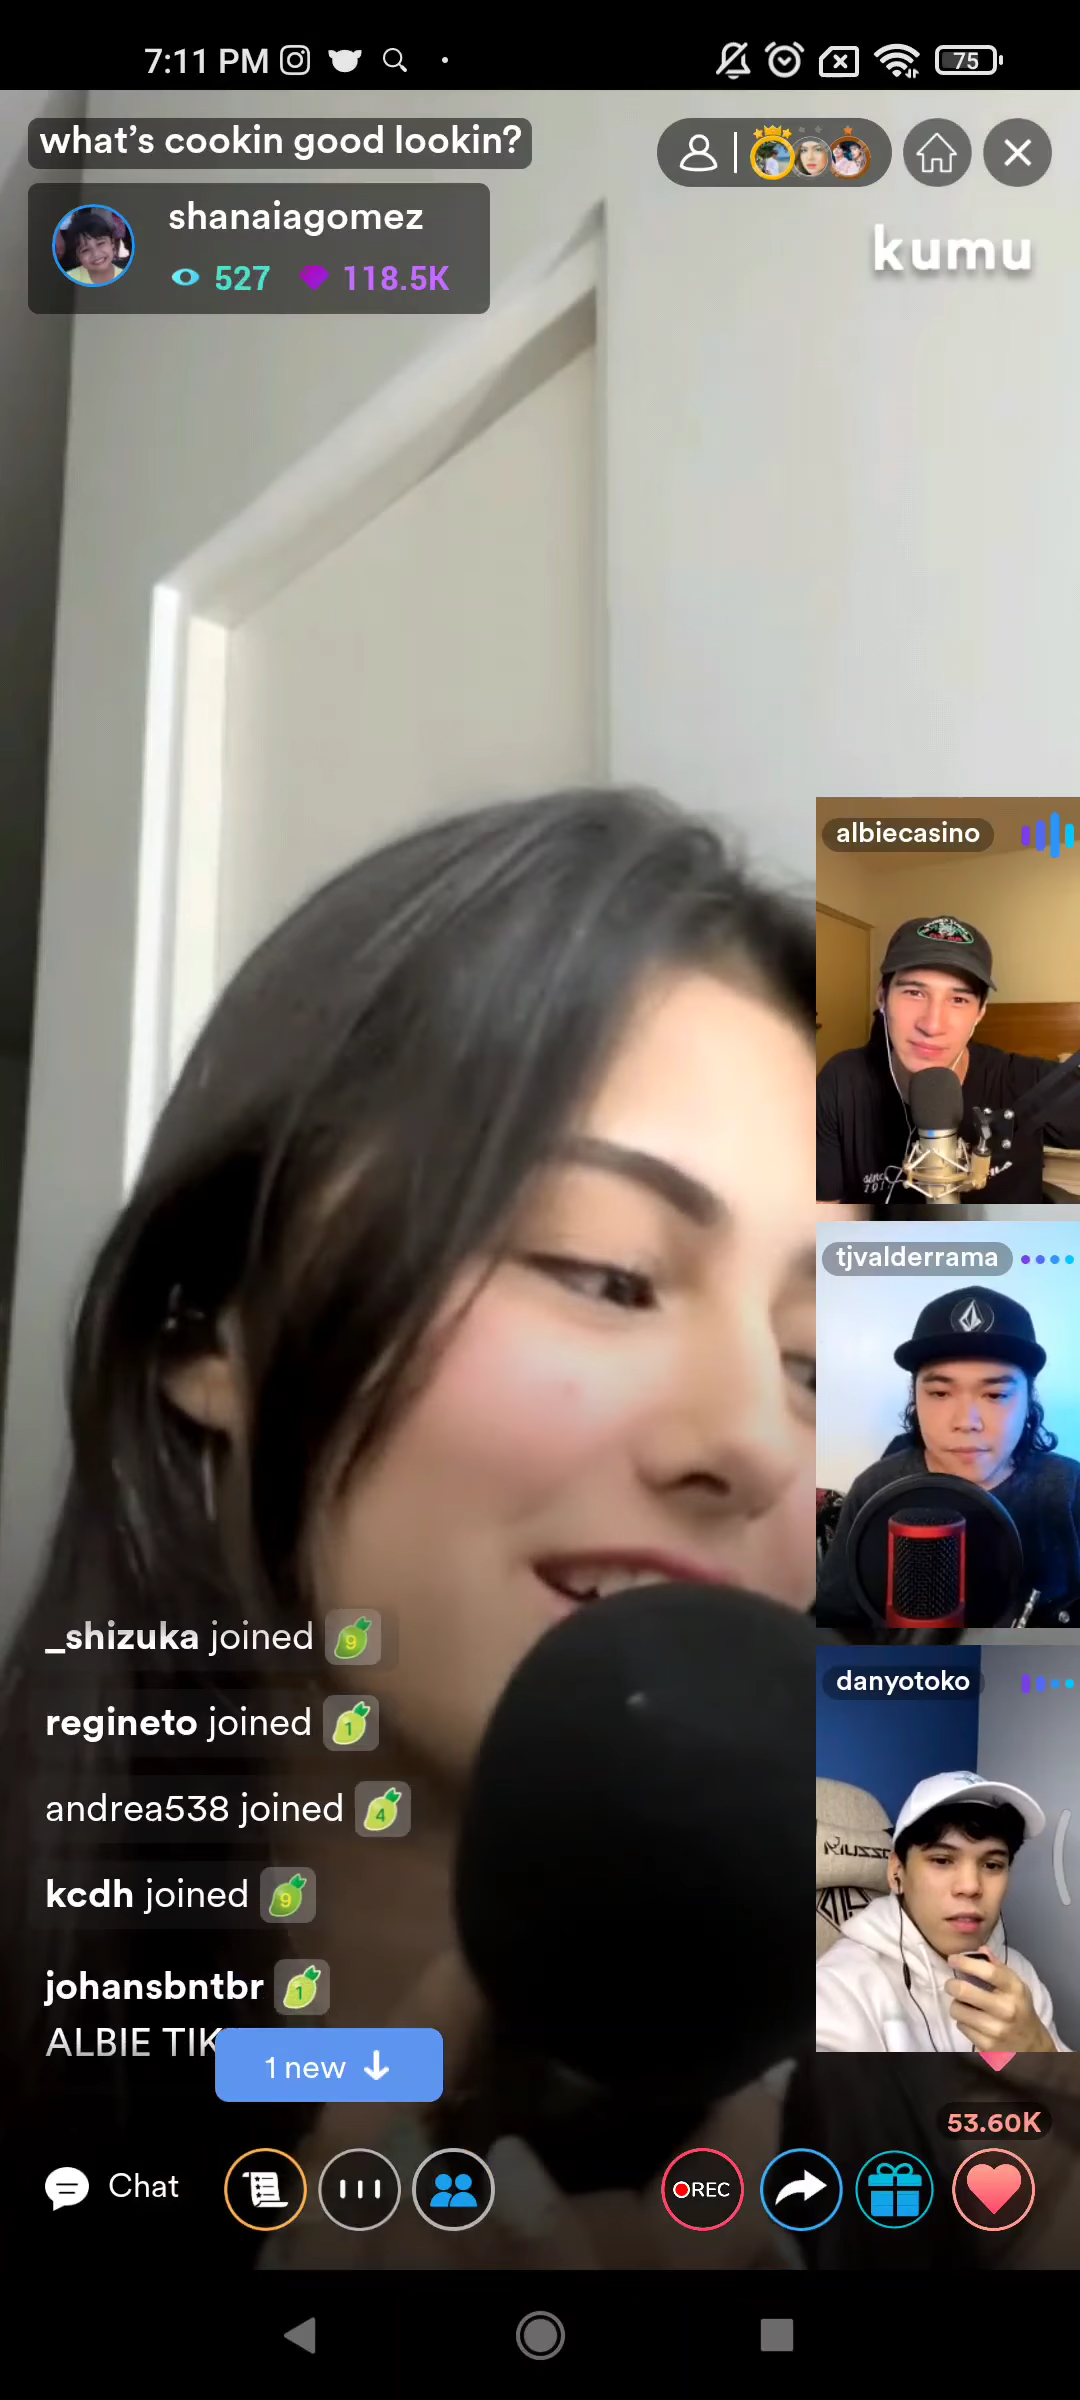 7:11 PM
75
what's cookin good lookin?
shanaiagomez
527 118.5K
kumu
albiecasino
since
191
tjvalderrama
danyotoko
_shizuka joined 9
regineto joined 1
andrea538 joined 4
kcdh joined 9
johansbntbr 1
ALBIE TIK
1 new
53.60K
Chat
REC